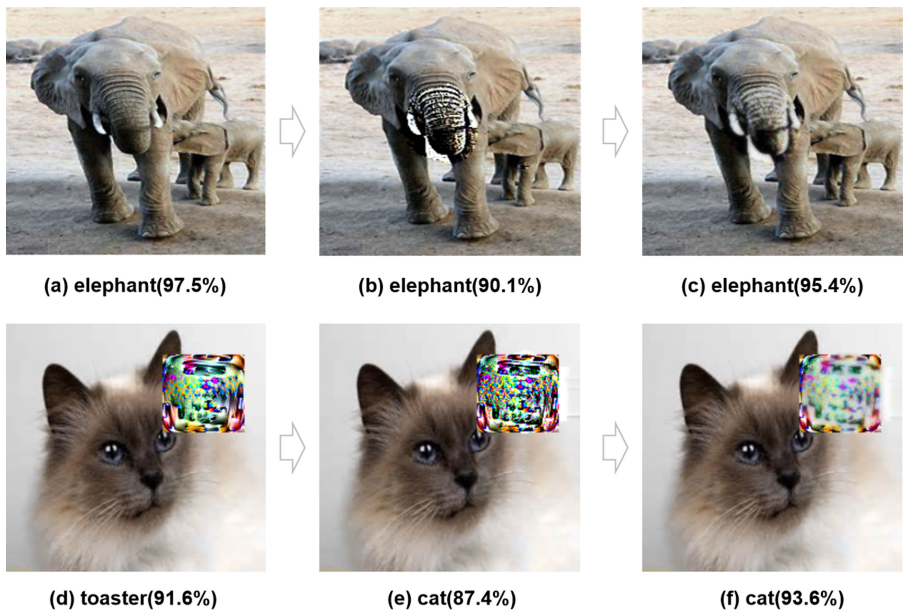 (a) elephant(97.5%)
(b) elephant(90.1%)
(c) elephant(95.4%)
(d) toaster(91.6%)
(e) cat(87.4%)
(f) cat(93.6%)